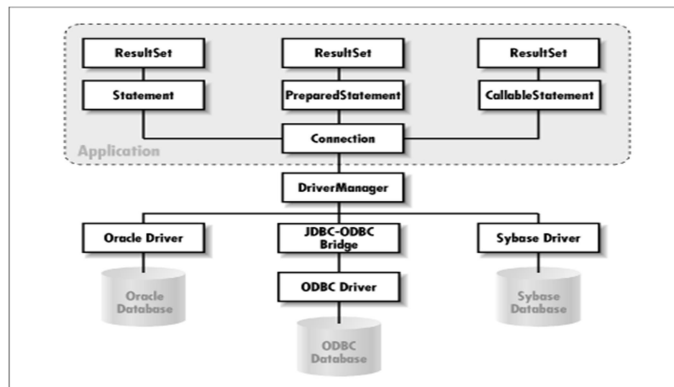 ResultSet
ResultSet
ResultSet
Statement
PreparedStatement
CallableStatement
Connection
Application
DriverManager
Oracle Driver
JDBC-ODBC
Bridge
Sybase Driver
Oracle
Database
ODBC Driver
Sybase
Database
ODBC
Database